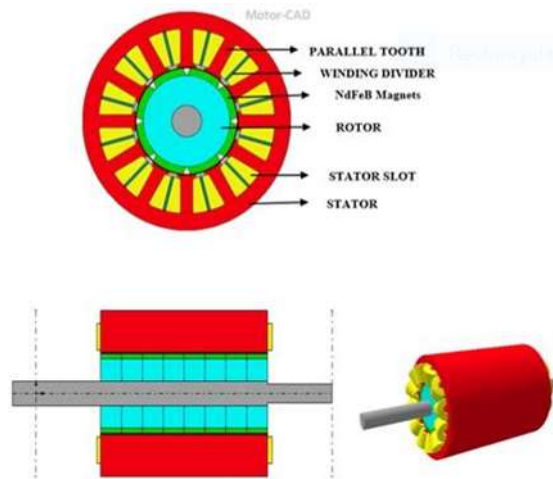 Motor-CAD
PARALLEL TOOTH
WINDING DIVIDER
NdFeB Magnets
ROTOR
STATOR SLOT
STATOR